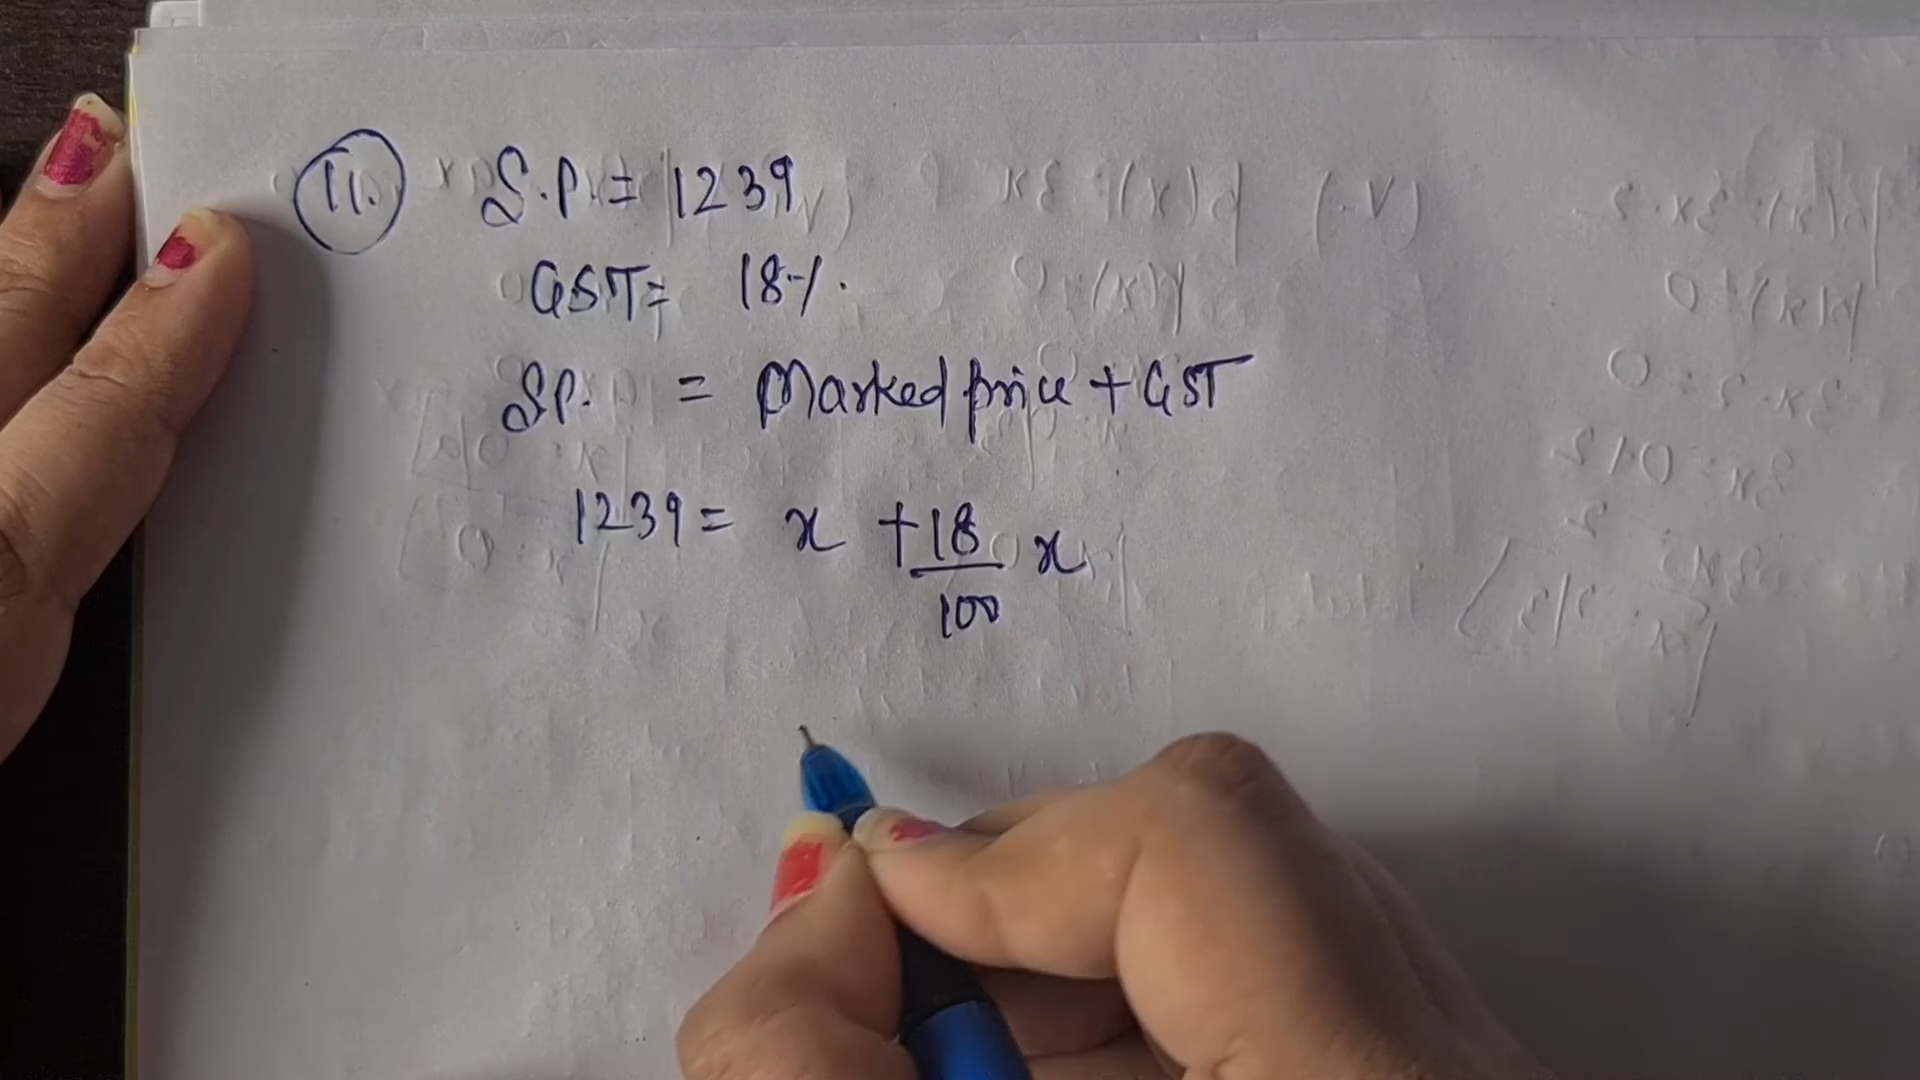 11. S.P. = 1239
GST = 18%.
SP. = Marked price + GST
1239 = x + 18/100 x